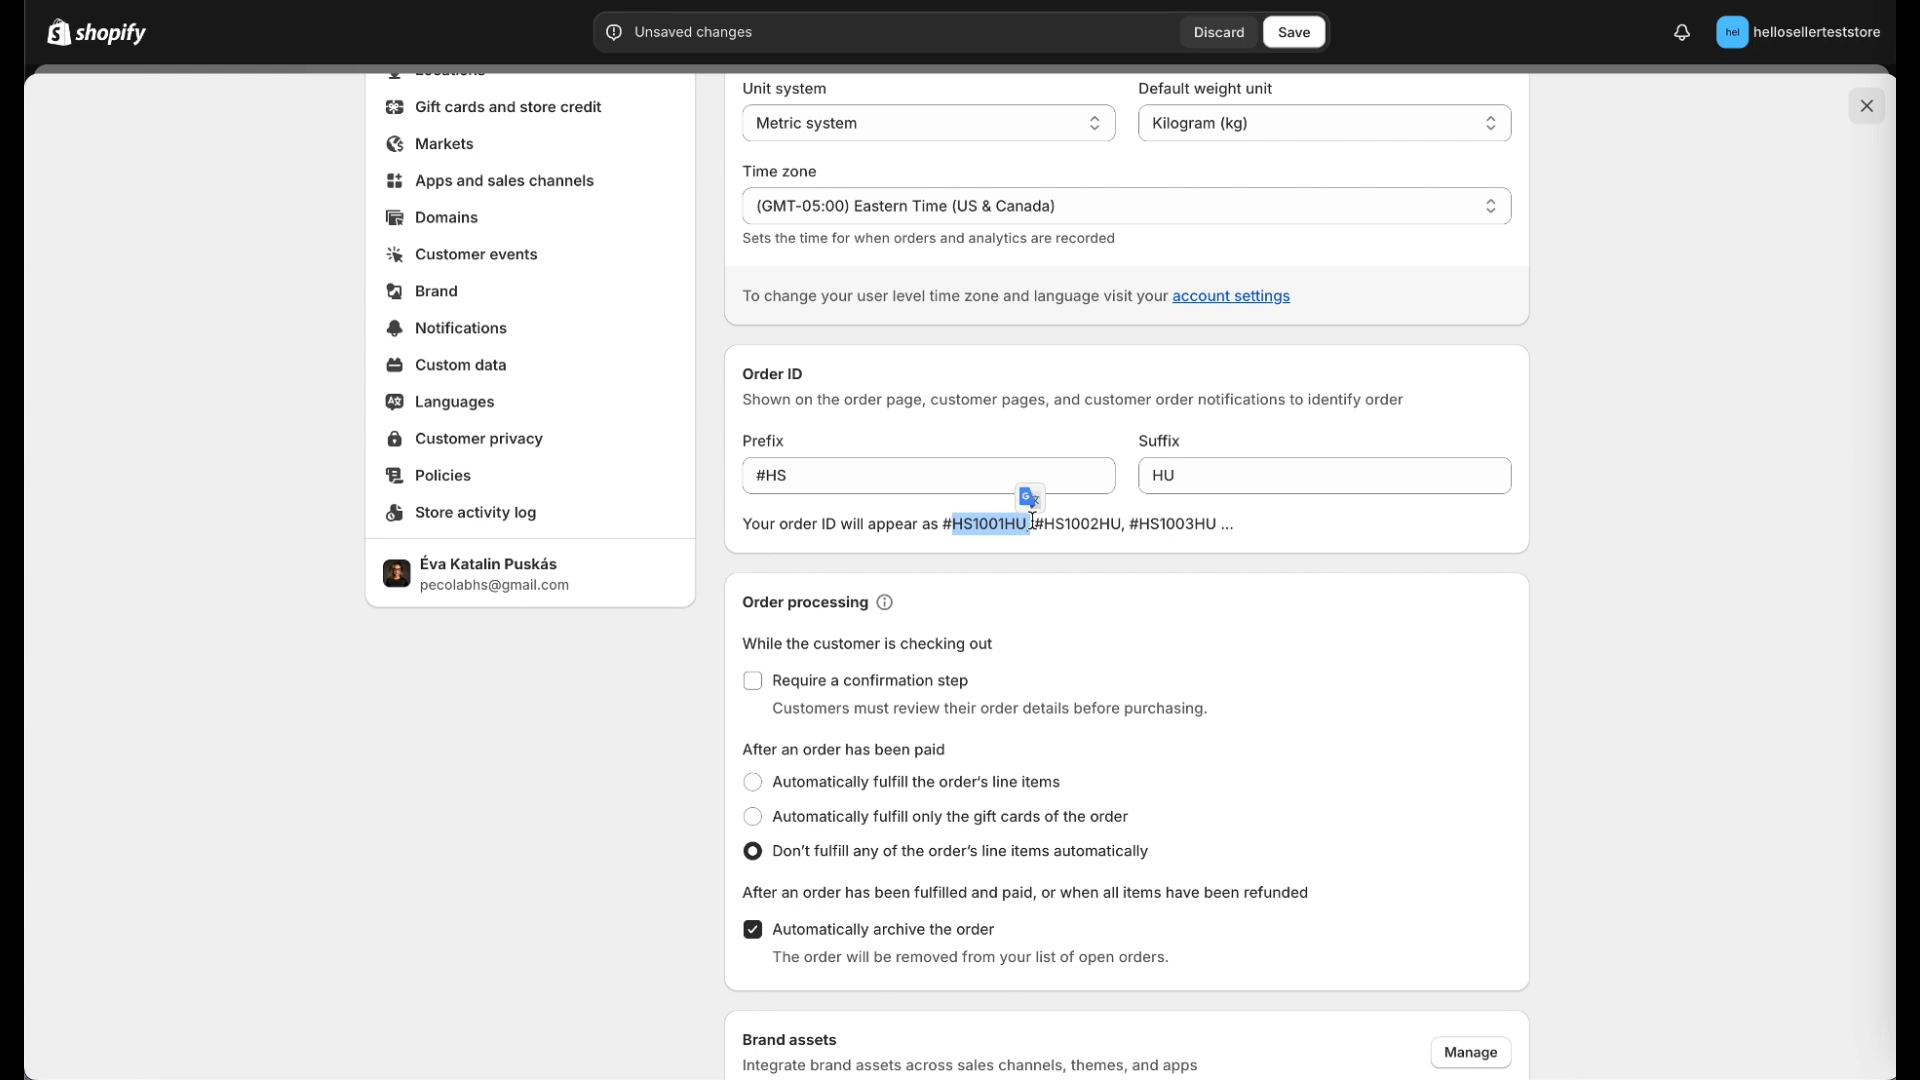 shopify
Unsaved changes
Discard
Save
hel
hellosellerteststore
Locations
Gift cards and store credit
Markets
Apps and sales channels
Domains
Customer events
Brand
Notifications
Custom data
Languages
Customer privacy
Policies
Store activity log
Éva Katalin Puskás
pecolabhs@gmail.com
Unit system
Default weight unit
Metric system
Kilogram (kg)
Time zone
(GMT-05:00) Eastern Time (US & Canada)
Sets the time for when orders and analytics are recorded
To change your user level time zone and language visit your account settings
Order ID
Shown on the order page, customer pages, and customer order notifications to identify order
Prefix
Suffix
#HS
HU
Your order ID will appear as #HS1001HU, #HS1002HU, #HS1003HU ...
Order processing
While the customer is checking out
Require a confirmation step
Customers must review their order details before purchasing.
After an order has been paid
Automatically fulfill the order’s line items
Automatically fulfill only the gift cards of the order
Don’t fulfill any of the order’s line items automatically
After an order has been fulfilled and paid, or when all items have been refunded
Automatically archive the order
The order will be removed from your list of open orders.
Brand assets
Integrate brand assets across sales channels, themes, and apps
Manage